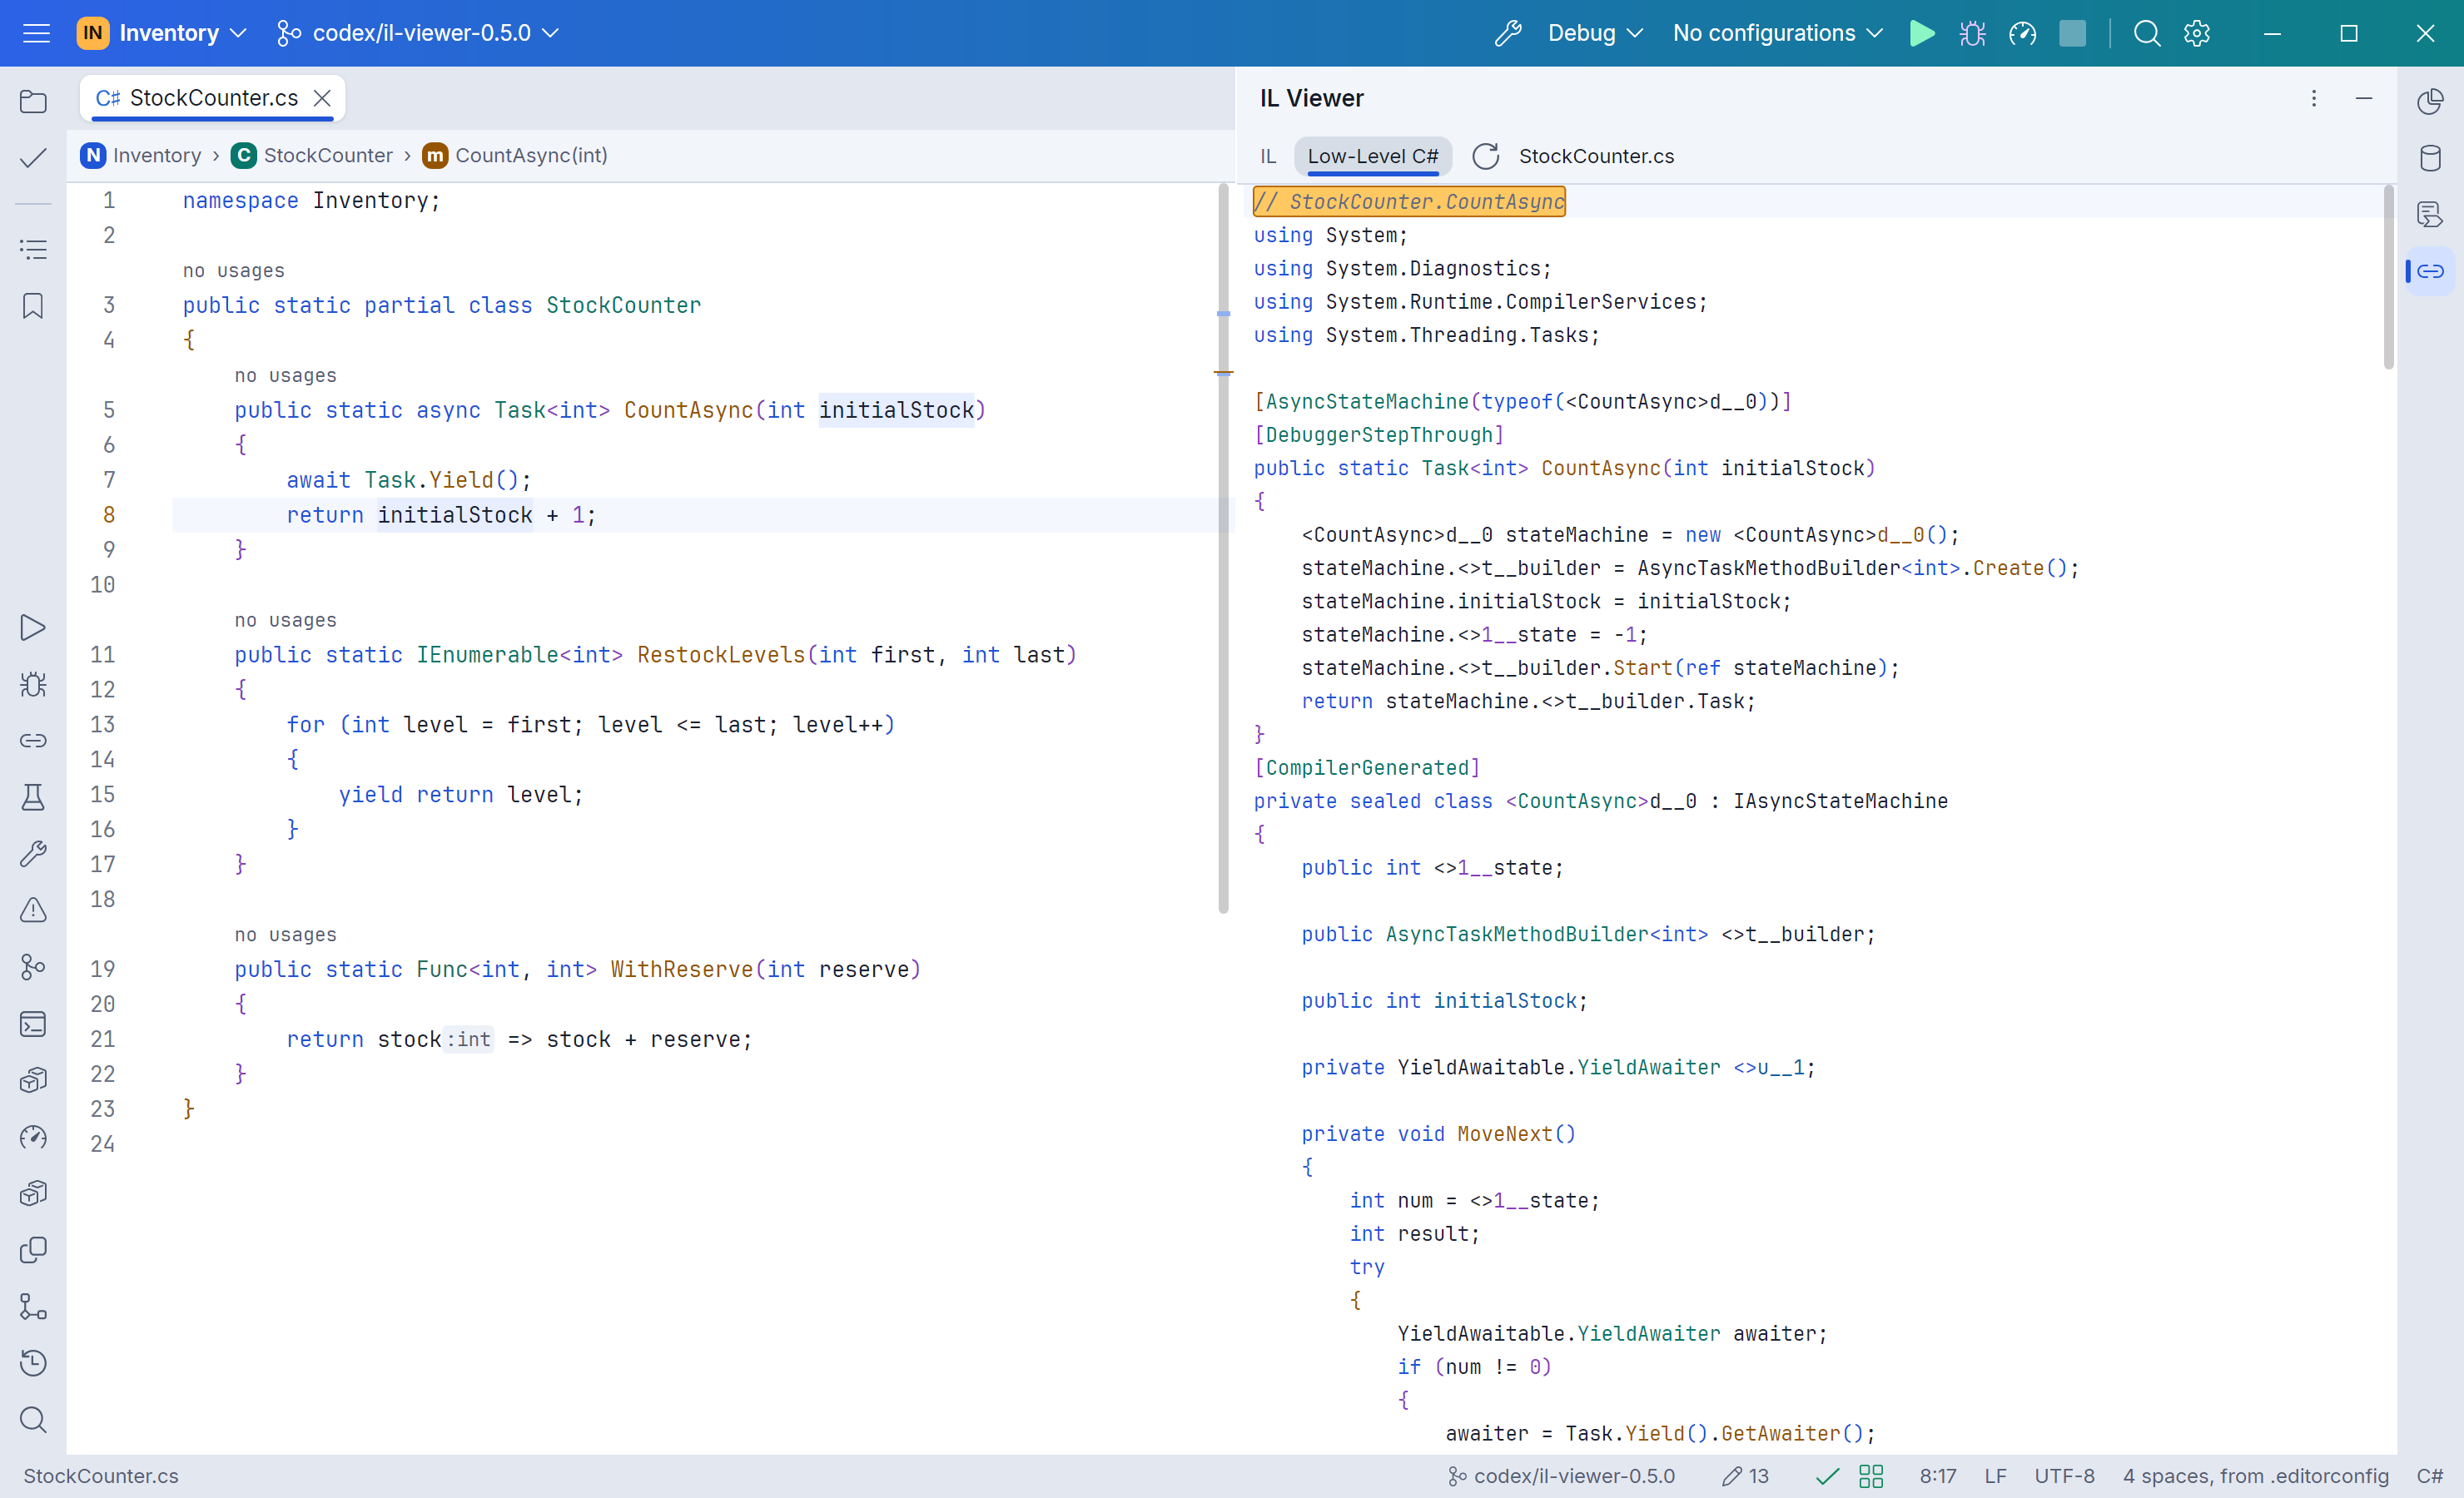 IN Inventory codex/il-viewer-0.5.0 Debug No configurations
C# StockCounter.cs
N Inventory › C StockCounter › m CountAsync(int)
1 namespace Inventory;
2
no usages
3 public static partial class StockCounter
4 {
no usages
5 public static async Task<int> CountAsync(int initialStock)
6 {
7 await Task.Yield();
8 return initialStock + 1;
9 }
10
no usages
11 public static IEnumerable<int> RestockLevels(int first, int last)
12 {
13 for (int level = first; level <= last; level++)
14 {
15 yield return level;
16 }
17 }
18
no usages
19 public static Func<int, int> WithReserve(int reserve)
20 {
21 return stock:int => stock + reserve;
22 }
23 }
24
IL Viewer
IL Low-Level C# StockCounter.cs
// StockCounter.CountAsync
using System;
using System.Diagnostics;
using System.Runtime.CompilerServices;
using System.Threading.Tasks;
[AsyncStateMachine(typeof(<CountAsync>d__0))]
[DebuggerStepThrough]
public static Task<int> CountAsync(int initialStock)
{
<CountAsync>d__0 stateMachine = new <CountAsync>d__0();
stateMachine.<>t__builder = AsyncTaskMethodBuilder<int>.Create();
stateMachine.initialStock = initialStock;
stateMachine.<>1__state = -1;
stateMachine.<>t__builder.Start(ref stateMachine);
return stateMachine.<>t__builder.Task;
}
[CompilerGenerated]
private sealed class <CountAsync>d__0 : IAsyncStateMachine
{
public int <>1__state;
public AsyncTaskMethodBuilder<int> <>t__builder;
public int initialStock;
private YieldAwaitable.YieldAwaiter <>u__1;
private void MoveNext()
{
int num = <>1__state;
int result;
try
{
YieldAwaitable.YieldAwaiter awaiter;
if (num != 0)
{
awaiter = Task.Yield().GetAwaiter();
StockCounter.cs codex/il-viewer-0.5.0 13 8:17 LF UTF-8 4 spaces, from .editorconfig C#